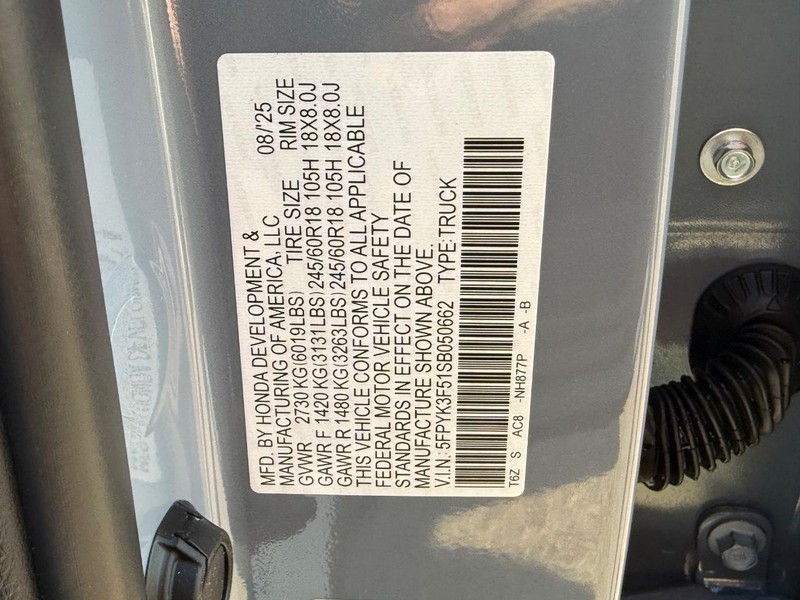 MFD. BY HONDA DEVELOPMENT &
MANUFACTURING OF AMERICA, LLC 08/'25
GVWR 2730 KG(6019LBS) TIRE SIZE RIM SIZE
GAWR F 1420 KG(3131LBS) 245/60R18 105H 18X8.0J
GAWR R 1480 KG(3263LBS) 245/60R18 105H 18X8.0J
THIS VEHICLE CONFORMS TO ALL APPLICABLE
FEDERAL MOTOR VEHICLE SAFETY
STANDARDS IN EFFECT ON THE DATE OF
MANUFACTURE SHOWN ABOVE.
V.I.N: 5FPYK3F51SB050662 TYPE:TRUCK
T6Z S AC8 -NH877P -A -B